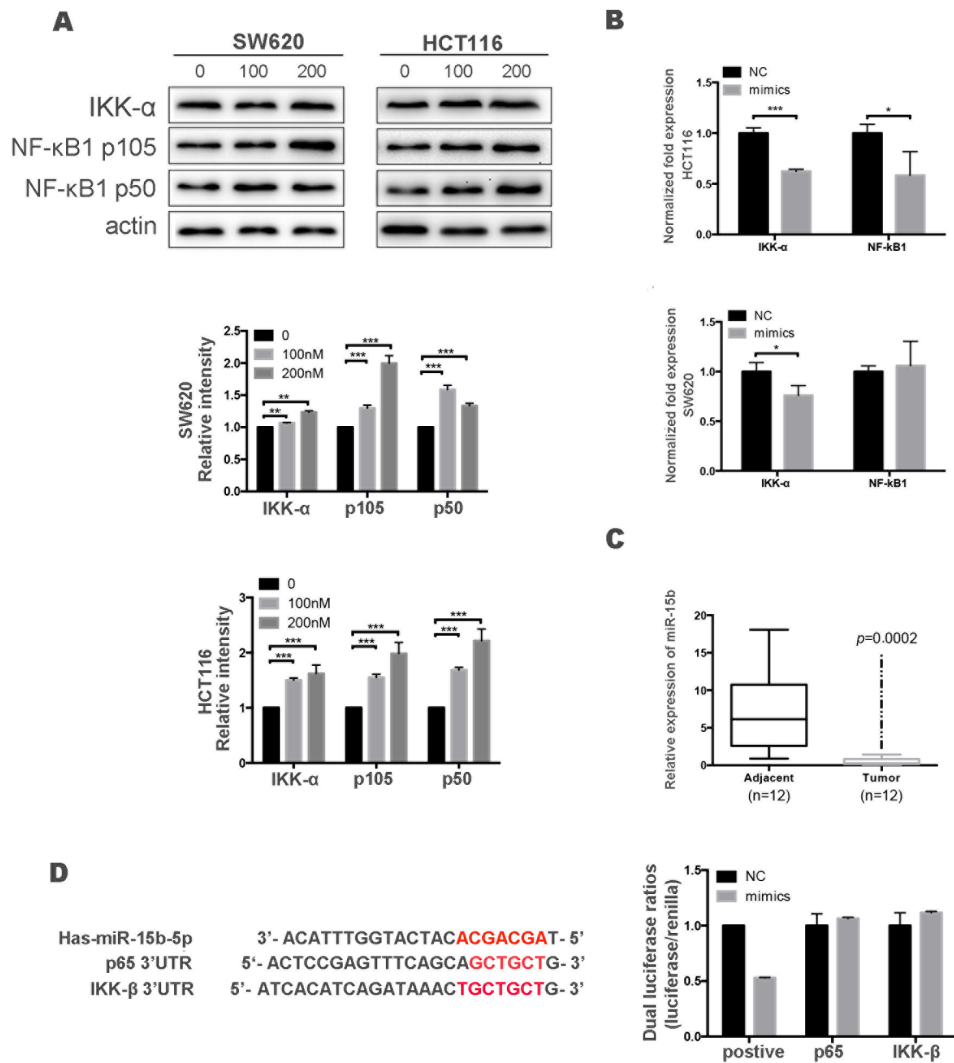 A
SW620
HCT116
0 100 200
0 100 200
IKK-α
NF-κB1 p105
NF-κB1 p50
actin
SW620
Relative intensity
2.5
2.0
1.5
1.0
0.5
0.0
0
100nM
200nM
** **
*** ***
*** ***
IKK-α p105 p50
HCT116
Relative intensity
3
2
1
0
0
100nM
200nM
*** ***
*** ***
*** ***
IKK-α p105 p50
B
Normalized fold expression
HCT116
1.5
1.0
0.5
0.0
NC
mimics
*** *
IKK-α NF-kB1
Normalized fold expression
SW620
1.5
1.0
0.5
0.0
NC
mimics
*
IKK-α NF-kB1
C
Relative expression of miR-15b
20
15
10
5
0
p=0.0002
Adjacent Tumor
(n=12) (n=12)
D
Has-miR-15b-5p 3'- ACATTTGGTACTACACGACGAT- 5'
p65 3'UTR 5'- ACTCCGAGTTTCAGCAGCTGCTG- 3'
IKK-β 3'UTR 5'- ATCACATCAGATAAACTGCTGCTG- 3'
Dual luciferase ratios
(luciferase/renilla)
1.5
1.0
0.5
0.0
NC
mimics
postive p65 IKK-β